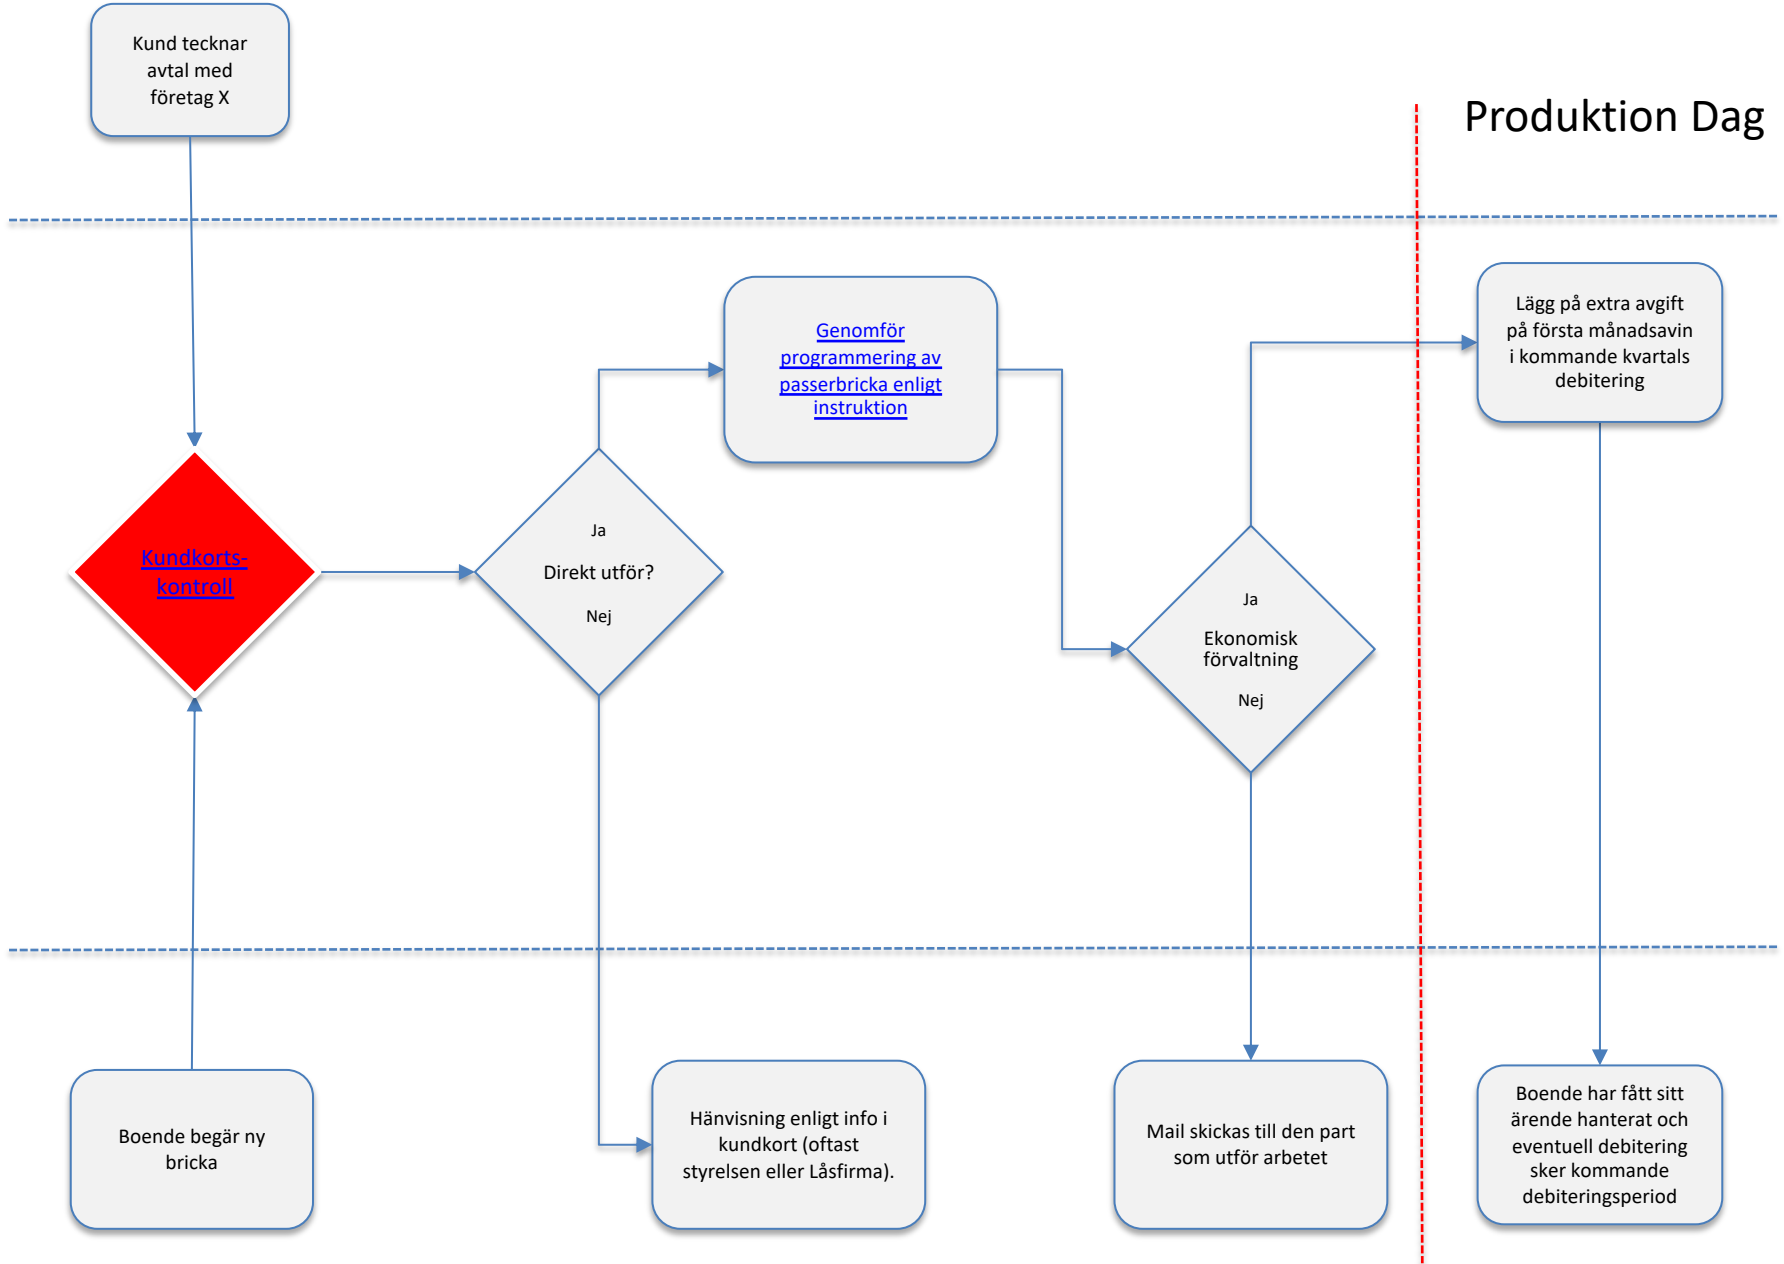 Kund tecknar
avtal med
företag X
Produktion Dag
Lägg på extra avgift
på första månadsavin
i kommande kvartals
debitering
Genomför
programmering av
passerbricka enligt
instruktion
Kundkorts-
kontroll
Ja
Direkt utför?
Nej
Ja
Ekonomisk
förvaltning
Nej
Boende begär ny
bricka
Hänvisning enligt info i
kundkort (oftast
styrelsen eller Låsfirma).
Mail skickas till den part
som utför arbetet
Boende har fått sitt
ärende hanterat och
eventuell debitering
sker kommande
debiteringsperiod